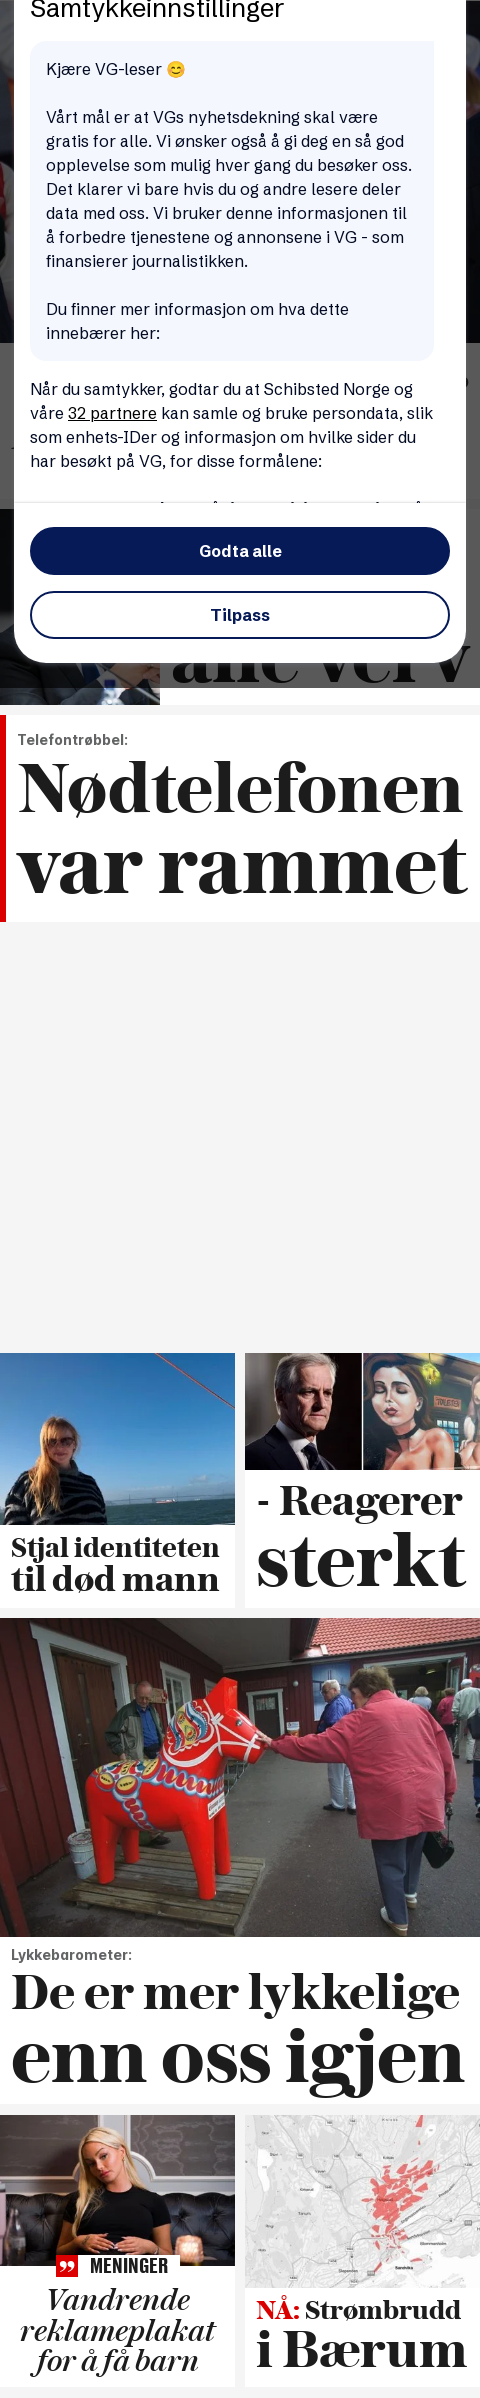 Samtykkeinnstillinger
Kjære VG-leser 😊
Vårt mål er at VGs nyhetsdekning skal være
gratis for alle. Vi ønsker også å gi deg en så god
opplevelse som mulig hver gang du besøker oss.
Det klarer vi bare hvis du og andre lesere deler
data med oss. Vi bruker denne informasjonen til
å forbedre tjenestene og annonsene i VG - som
finansierer journalistikken.
Du finner mer informasjon om hva dette
innebærer her:
Når du samtykker, godtar du at Schibsted Norge og
våre 32 partnere kan samle og bruke persondata, slik
som enhets-IDer og informasjon om hvilke sider du
har besøkt på VG, for disse formålene:
Godta alle
Tilpass
alle verv
Telefontrøbbel:
Nødtelefonen
var rammet
Stjal identiteten
til død mann
- Reagerer
sterkt
Lykkebarometer:
De er mer lykkelige
enn oss igjen
MENINGER
Vandrende
reklameplakat
for å få barn
NÅ: Strømbrudd
i Bærum